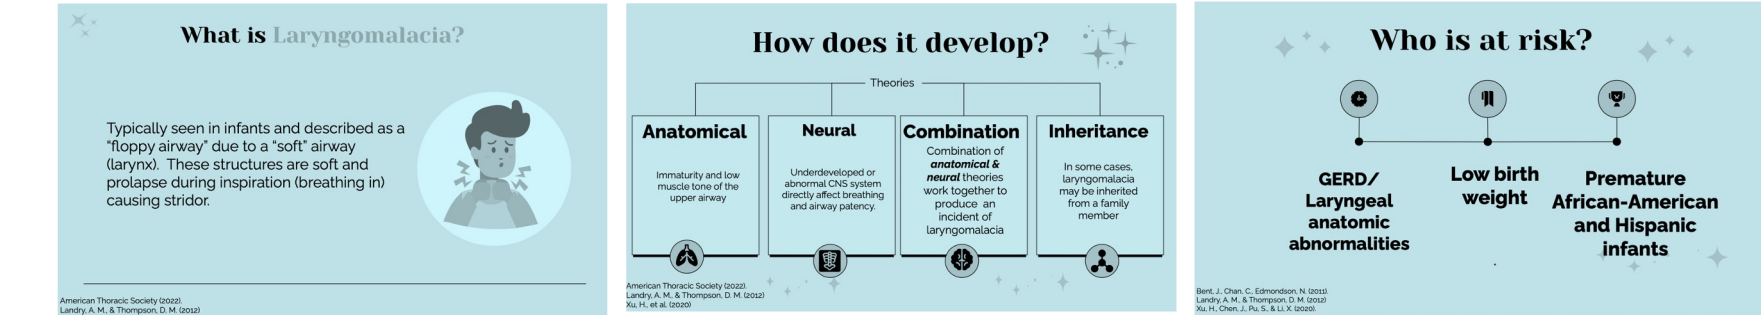 What is Laryngomalacia?
Typically seen in infants and described as a
"floppy airway" due to a "soft" airway
(larynx). These structures are soft and
prolapse during inspiration (breathing in)
causing stridor.
American Thoracic Society (2022).
Landry, A. M., & Thompson, D. M. (2012)
How does it develop?
Theories
Anatomical
Immaturity and low
muscle tone of the
upper airway
Neural
Underdeveloped or
abnormal CNS system
directly affect breathing
and airway patency.
Combination
Combination of
anatomical &
neural theories
work together to
produce an
incident of
laryngomalacia
Inheritance
In some cases,
laryngomalacia
may be inherited
from a family
member
American Thoracic Society (2022).
Landry, A. M., & Thompson, D. M. (2012)
Xu, H., et al. (2020)
Who is at risk?
GERD/
Laryngeal
anatomic
abnormalities
Low birth
weight
Premature
African-American
and Hispanic
infants
Bent, J., Chan, C., Edmondson, N. (2011).
Landry, A. M., & Thompson, D. M. (2012)
Xu, H., Chen, J., Pu, S., & Li, X. (2020).